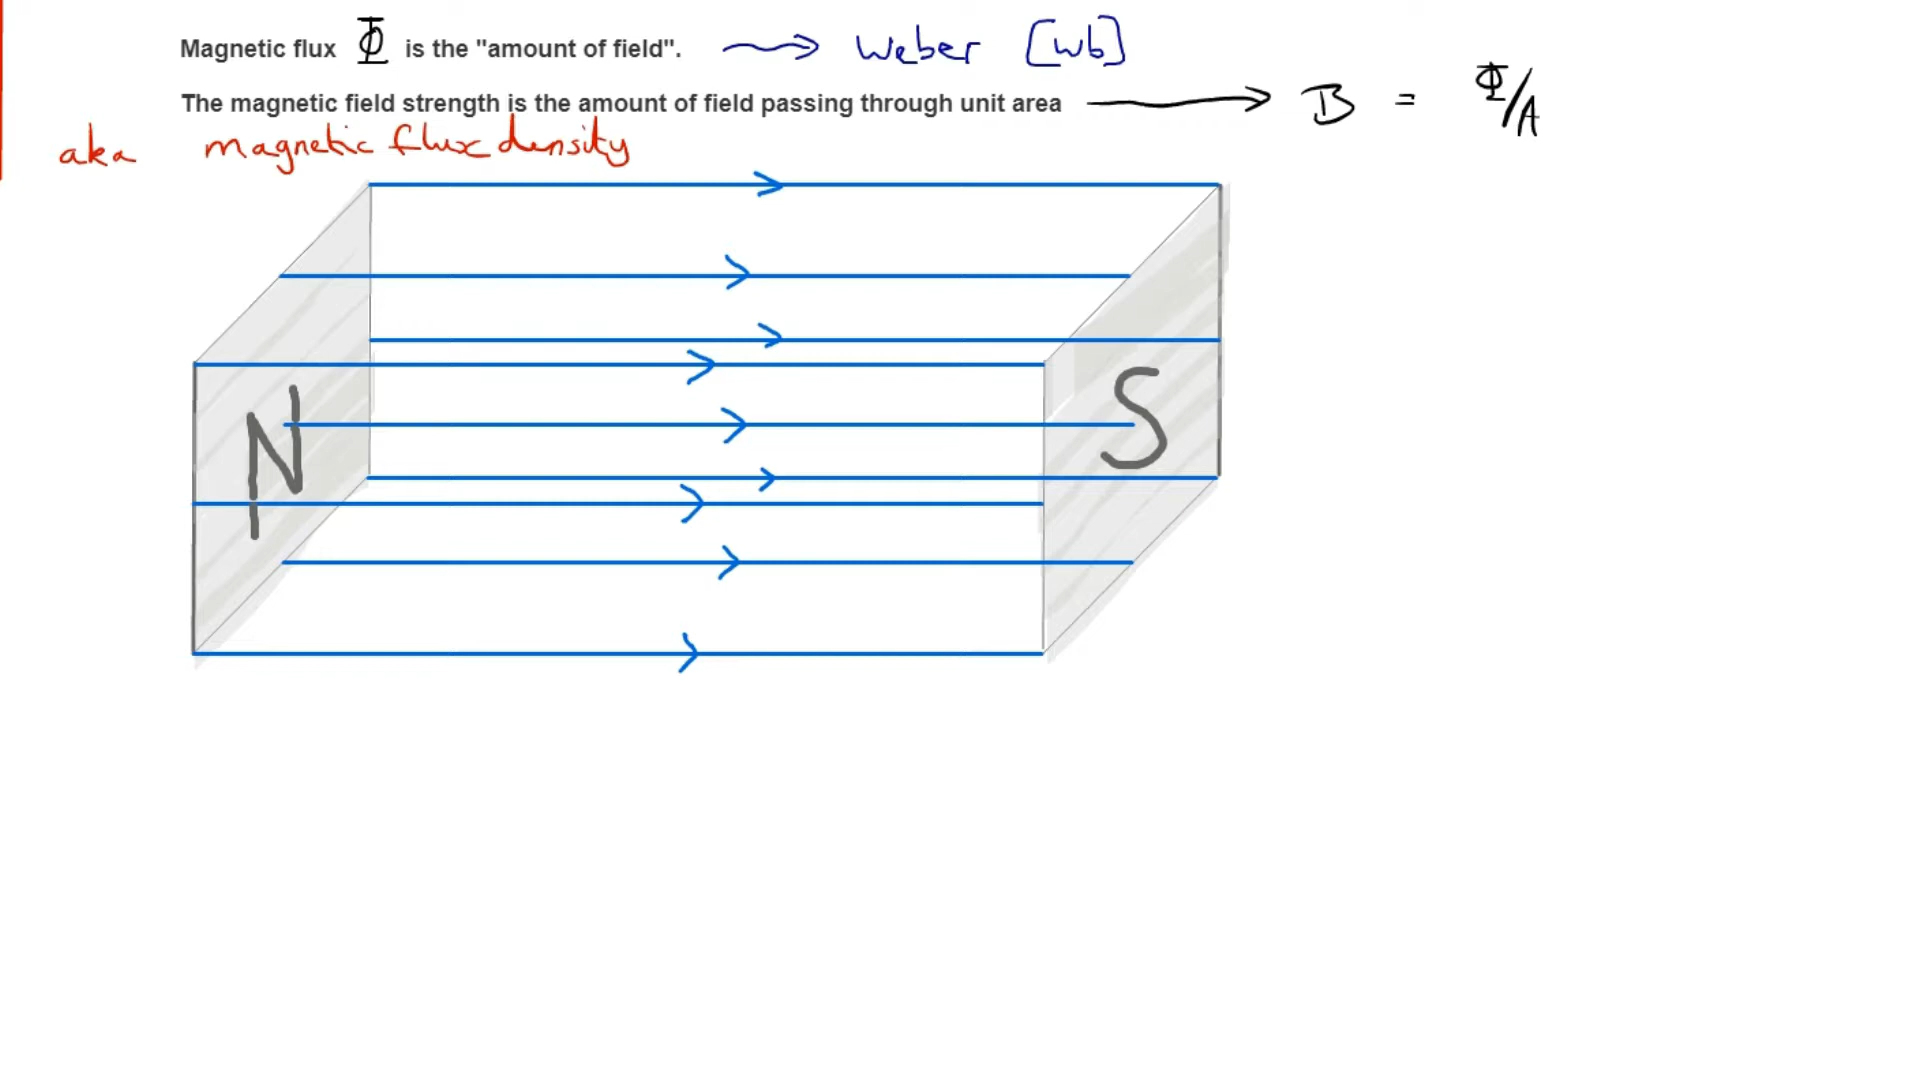 Magnetic flux Φ is the "amount of field". → Weber [wb]
The magnetic field strength is the amount of field passing through unit area → B = Φ/A
aka magnetic flux density
N S